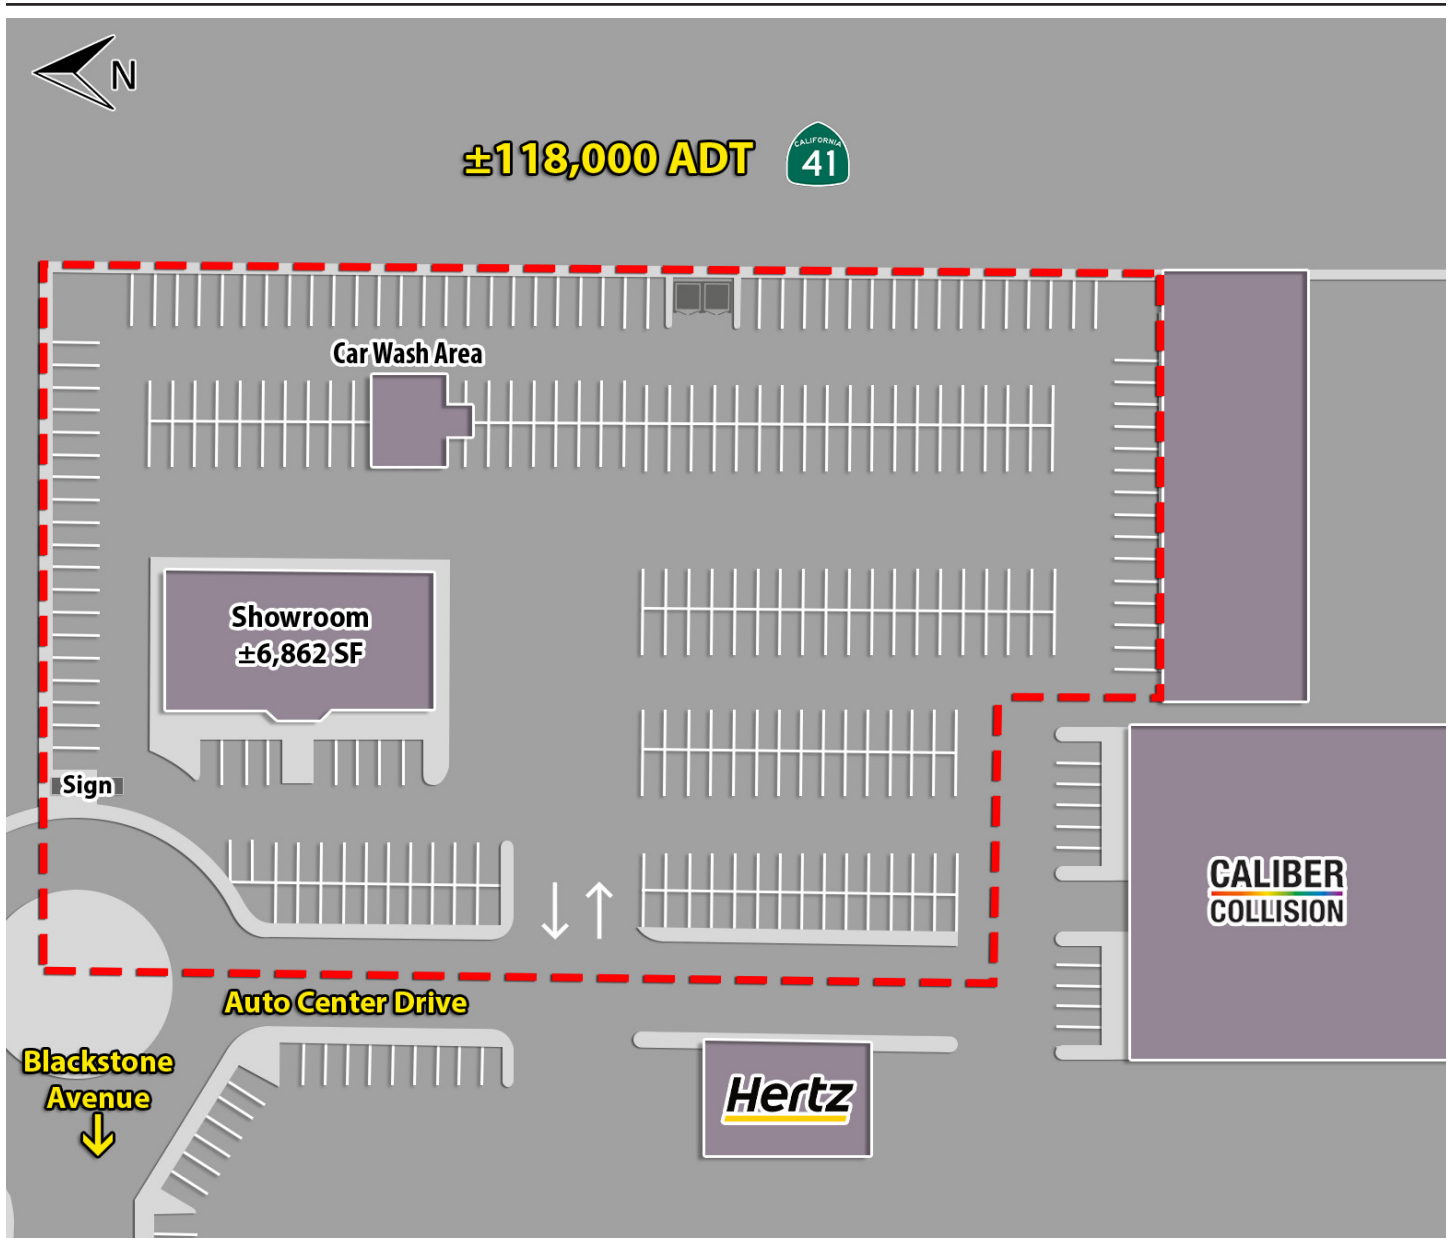 N
±118,000 ADT
CALIFORNIA
41
Car Wash Area
Showroom
±6,862 SF
Sign
CALIBER
COLLISION
Auto Center Drive
Blackstone
Avenue
Hertz